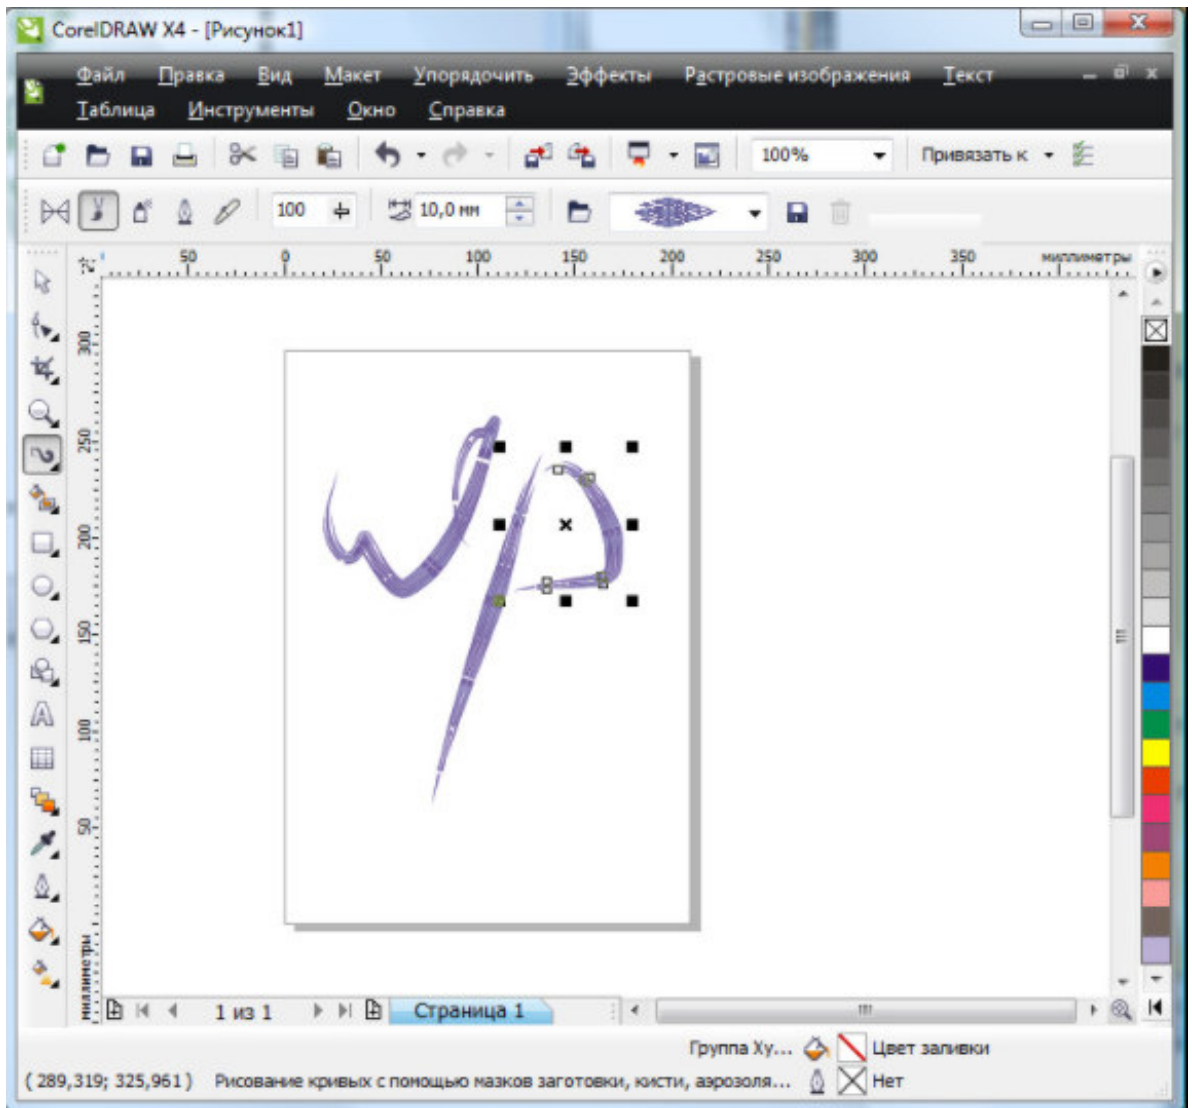 CorelDRAW X4 - [Рисунок1]
Файл Правка Вид Макет Упорядочить Эффекты Растровые изображения Текст
Таблица Инструменты Окно Справка
100% Привязать к
100 10,0 мм
50 0 50 100 150 200 250 300 350 миллиметры
300
250
200
150
100
50
миллиметры
1 из 1 Страница 1
Группа Ху... Цвет заливки
( 289,319; 325,961 ) Рисование кривых с помощью мазков заготовки, кисти, аэрозоля... Нет